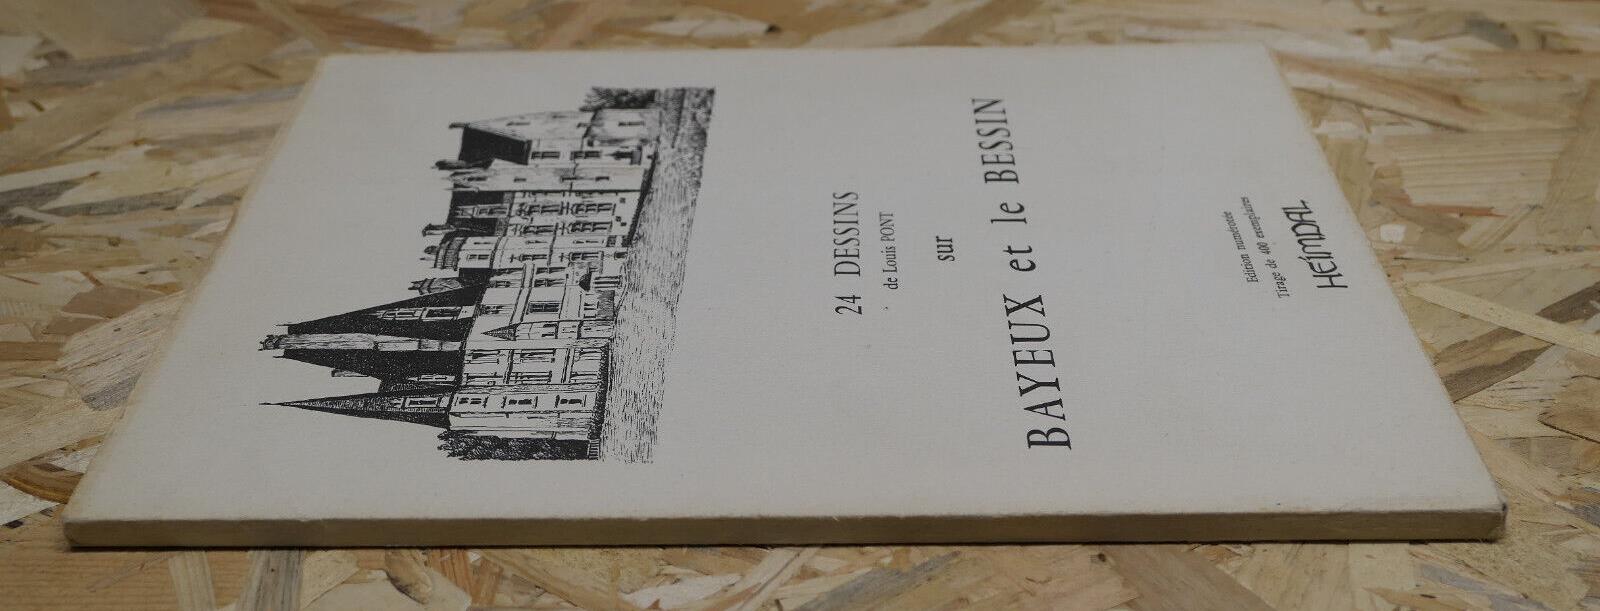 24 DESSINS
de Louis PONT
sur
BAYEUX et le BESSIN
Edition numérotée
Tirage de 400 exemplaires
HEIMDAL